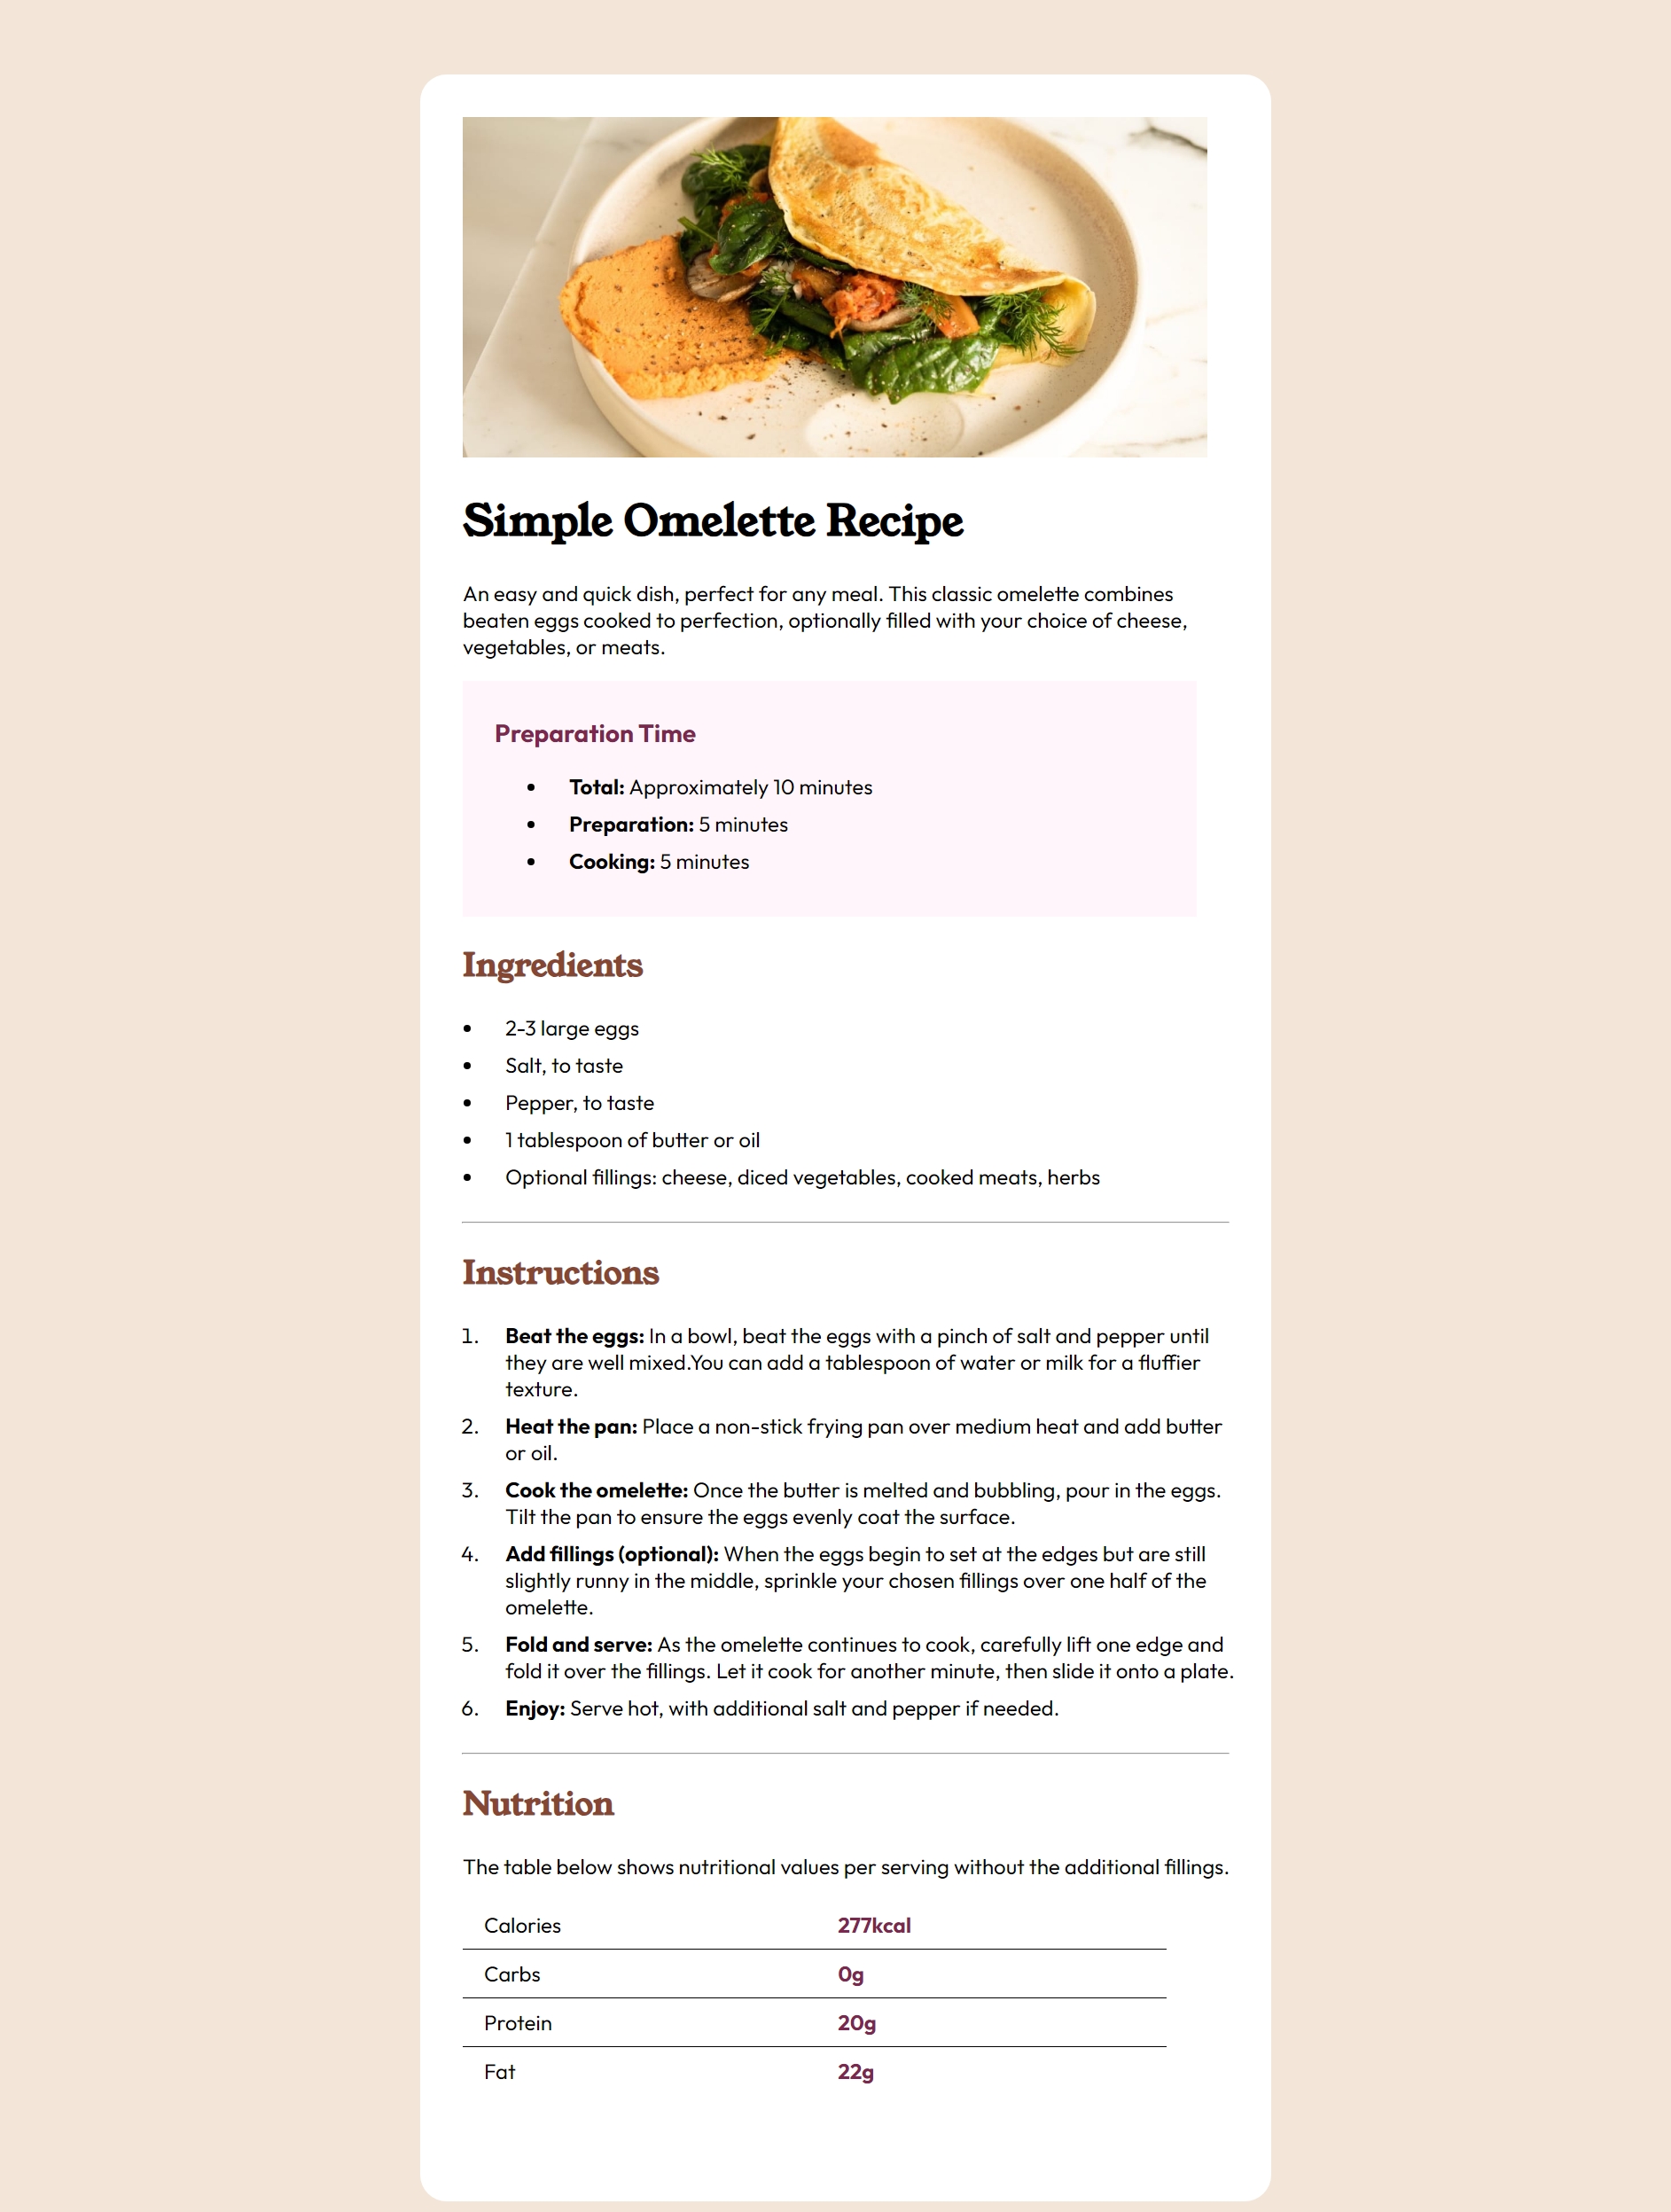 Simple Omelette Recipe
An easy and quick dish, perfect for any meal. This classic omelette combines
beaten eggs cooked to perfection, optionally filled with your choice of cheese,
vegetables, or meats.
Preparation Time
• Total: Approximately 10 minutes
• Preparation: 5 minutes
• Cooking: 5 minutes
Ingredients
• 2-3 large eggs
• Salt, to taste
• Pepper, to taste
• 1 tablespoon of butter or oil
• Optional fillings: cheese, diced vegetables, cooked meats, herbs
Instructions
1. Beat the eggs: In a bowl, beat the eggs with a pinch of salt and pepper until
they are well mixed.You can add a tablespoon of water or milk for a fluffier
texture.
2. Heat the pan: Place a non-stick frying pan over medium heat and add butter
or oil.
3. Cook the omelette: Once the butter is melted and bubbling, pour in the eggs.
Tilt the pan to ensure the eggs evenly coat the surface.
4. Add fillings (optional): When the eggs begin to set at the edges but are still
slightly runny in the middle, sprinkle your chosen fillings over one half of the
omelette.
5. Fold and serve: As the omelette continues to cook, carefully lift one edge and
fold it over the fillings. Let it cook for another minute, then slide it onto a plate.
6. Enjoy: Serve hot, with additional salt and pepper if needed.
Nutrition
The table below shows nutritional values per serving without the additional fillings.
Calories 277kcal
Carbs 0g
Protein 20g
Fat 22g